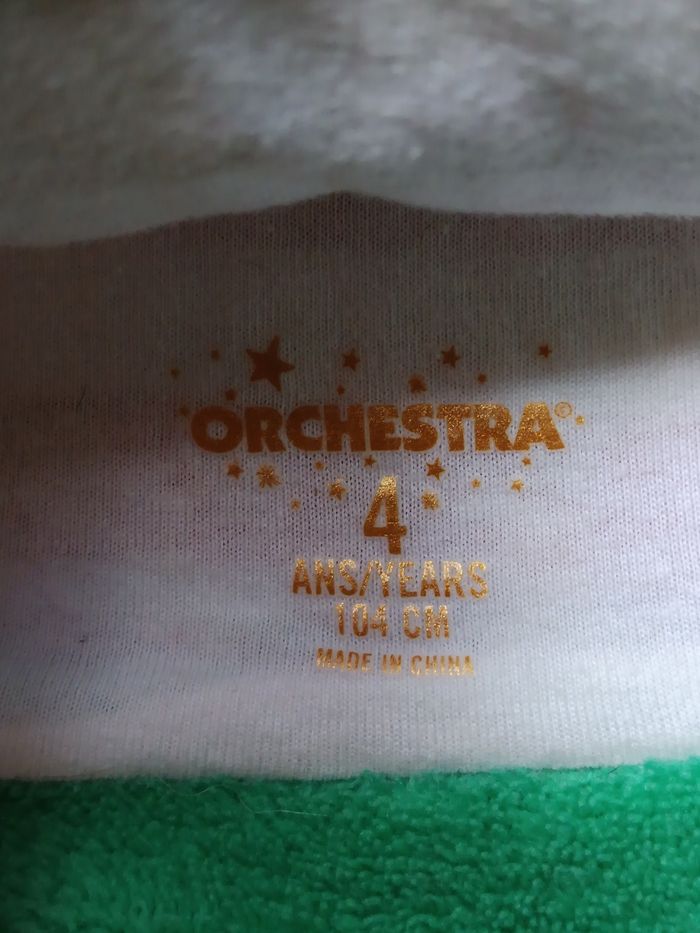 ORCHESTRA©
4
ANS/YEARS
104 CM
MADE IN CHINA